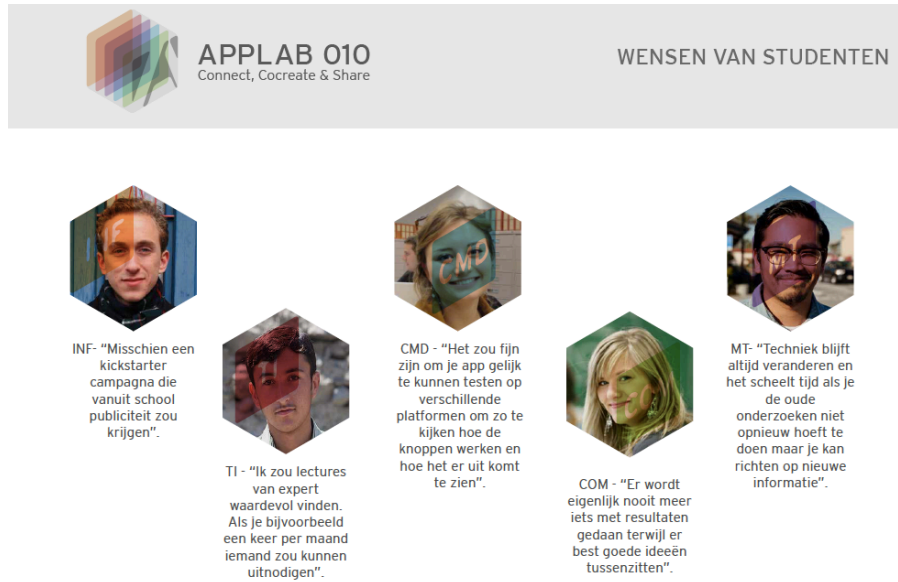 APPLAB 010
Connect, Cocreate & Share
WENSEN VAN STUDENTEN
INF- “Misschien een
kickstarter
campagna die
vanuit school
publiciteit zou
krijgen”.
TI - “Ik zou lectures
van expert
waardevol vinden.
Als je bijvoorbeeld
een keer per maand
iemand zou kunnen
uitnodigen”.
CMD
CMD - “Het zou fijn
zijn om je app gelijk
te kunnen testen op
verschillende
platformen om zo te
kijken hoe de
knoppen werken en
hoe het er uit komt
te zien”.
COM - “Er wordt
eigenlijk nooit meer
iets met resultaten
gedaan terwijl er
best goede ideeën
tussenzitten”.
MT
MT- “Techniek blijft
altijd veranderen en
het scheelt tijd als je
de oude
onderzoeken niet
opnieuw hoeft te
doen maar je kan
richten op nieuwe
informatie”.